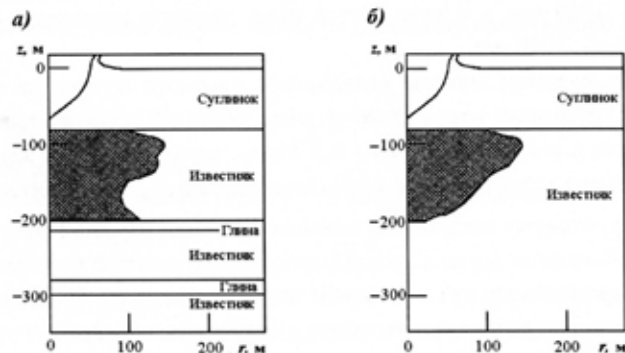 а)
z, м
0
Суглинок
−100
Известняк
−200
Глина
Известняк
Глина
−300
Известняк
0
100
200
r, м
б)
z, м
0
Суглинок
−100
Известняк
−200
−300
0
100
200
r, м